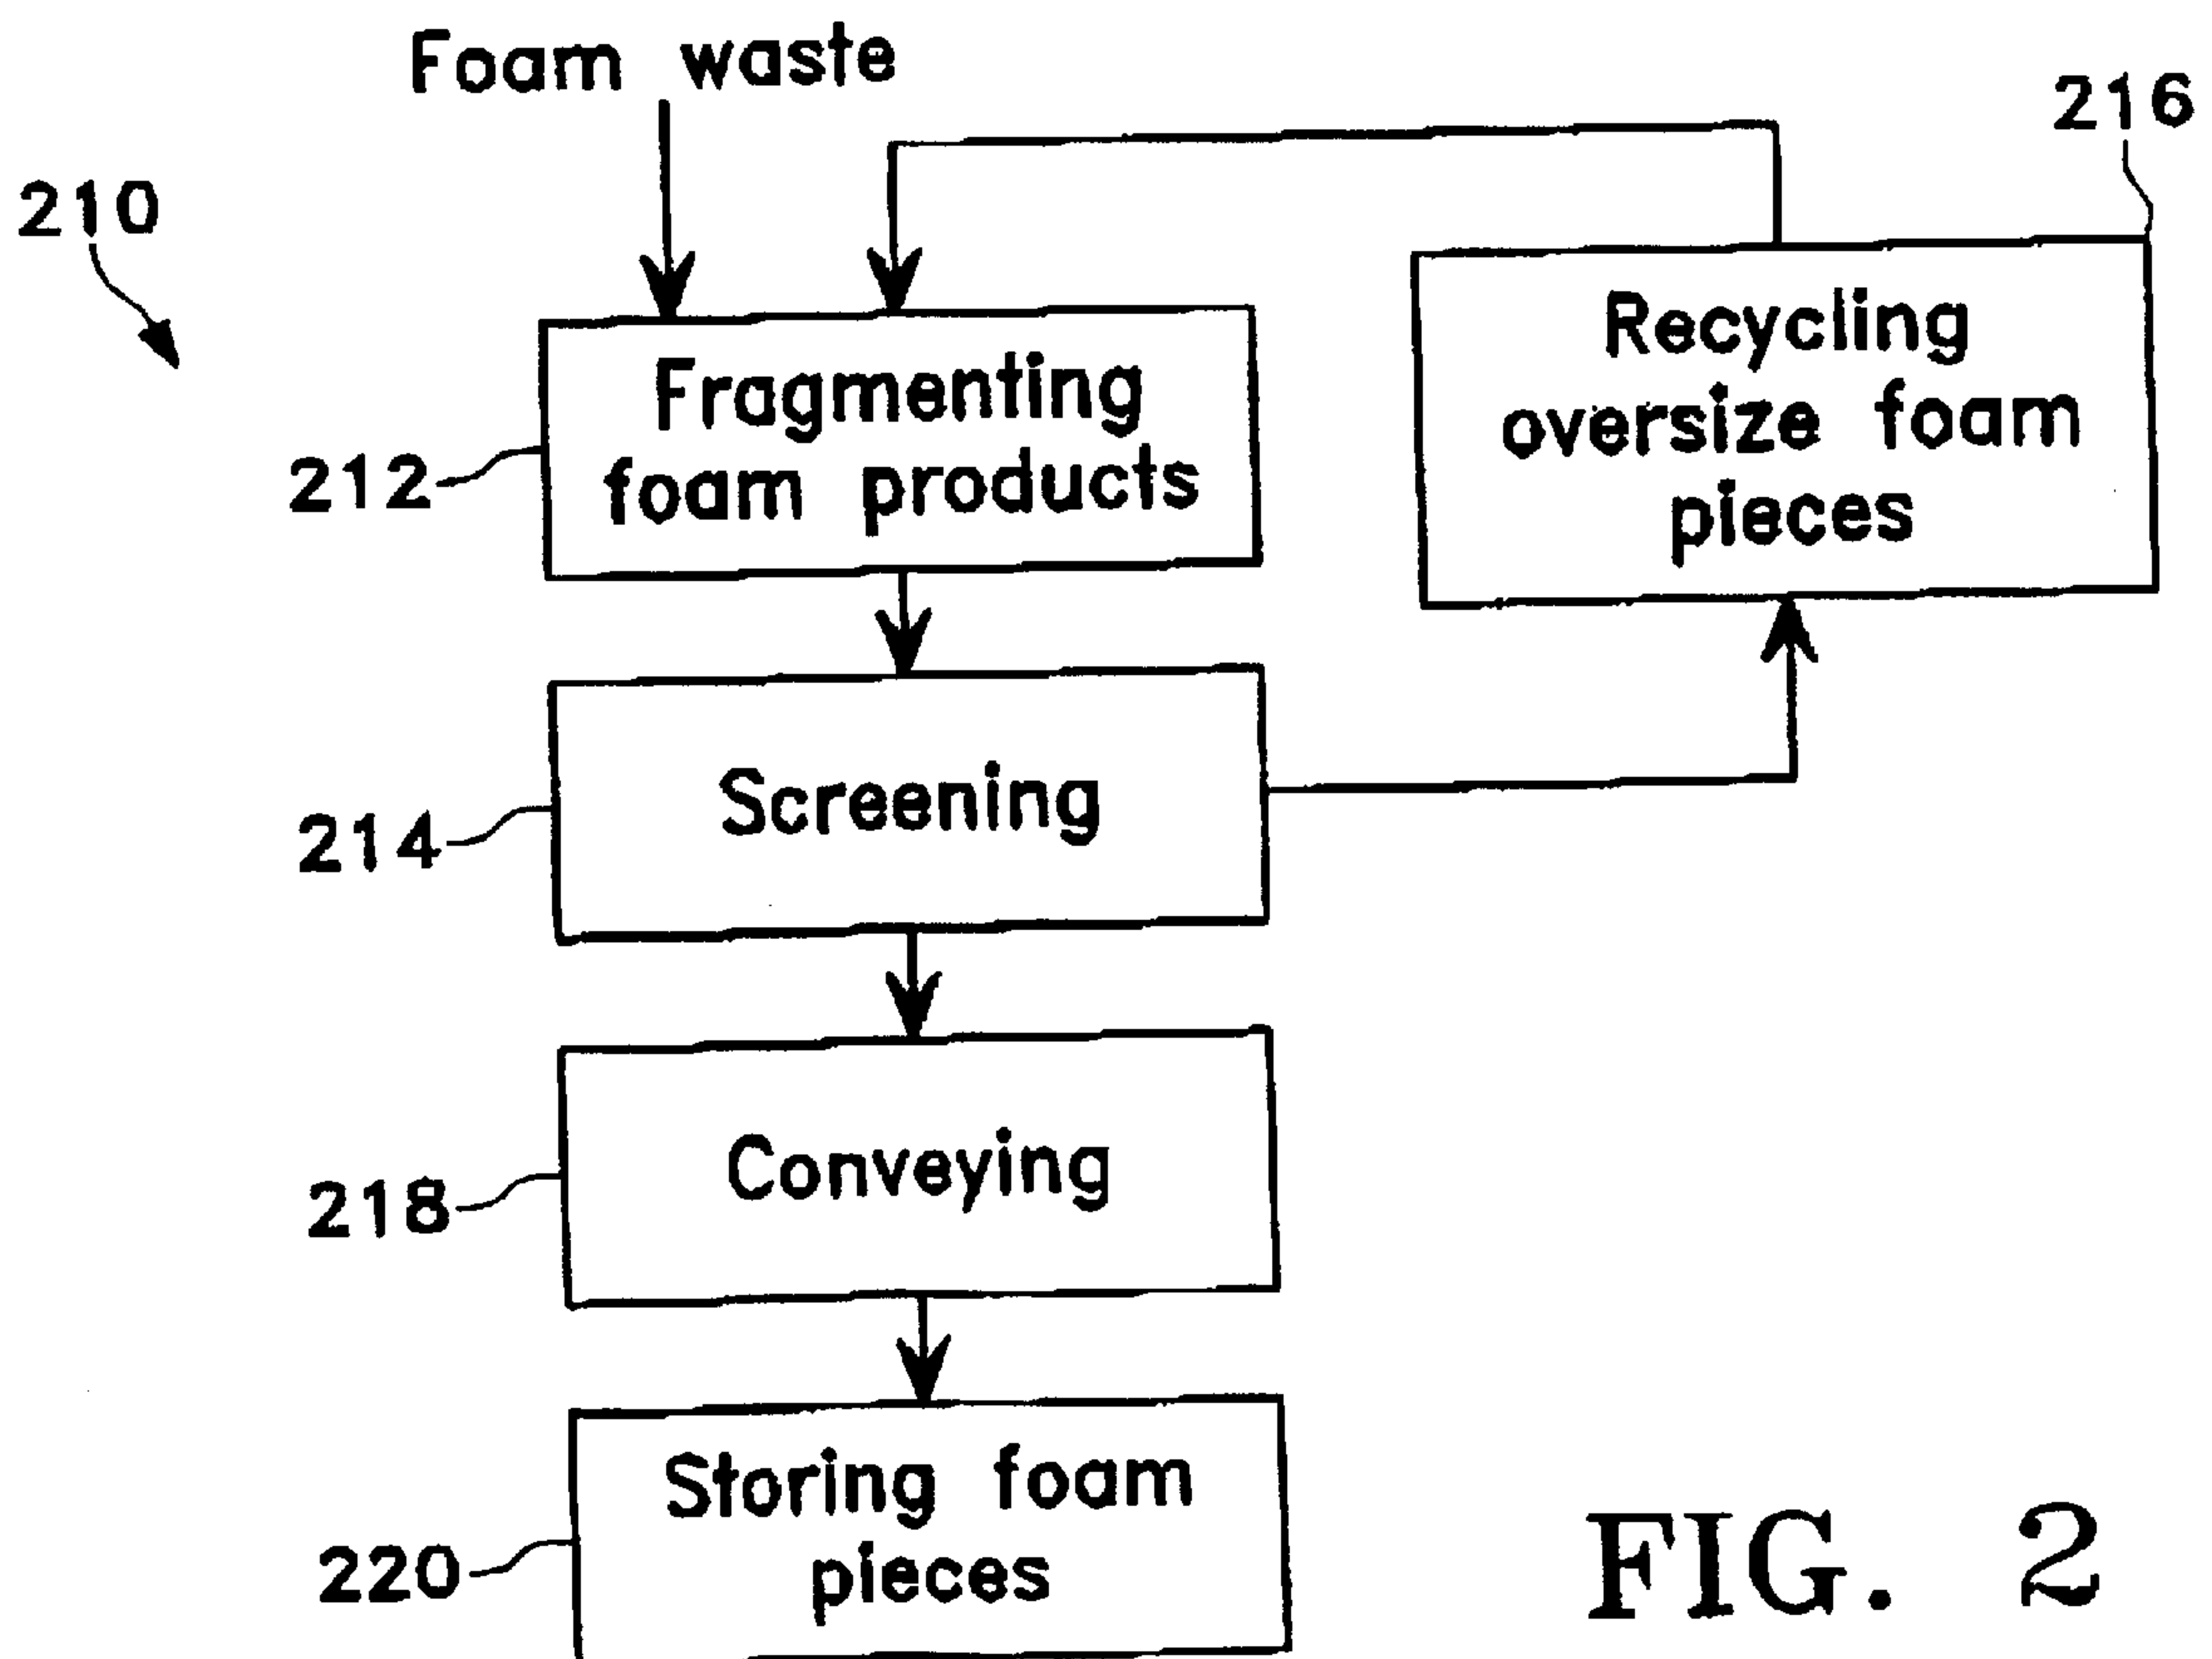 Foam waste
216
210
Fragmenting
foam products
212
Recycling
oversize foam
pieces
Screening
214
Conveying
218
Storing foam
pieces
220
FIG. 2